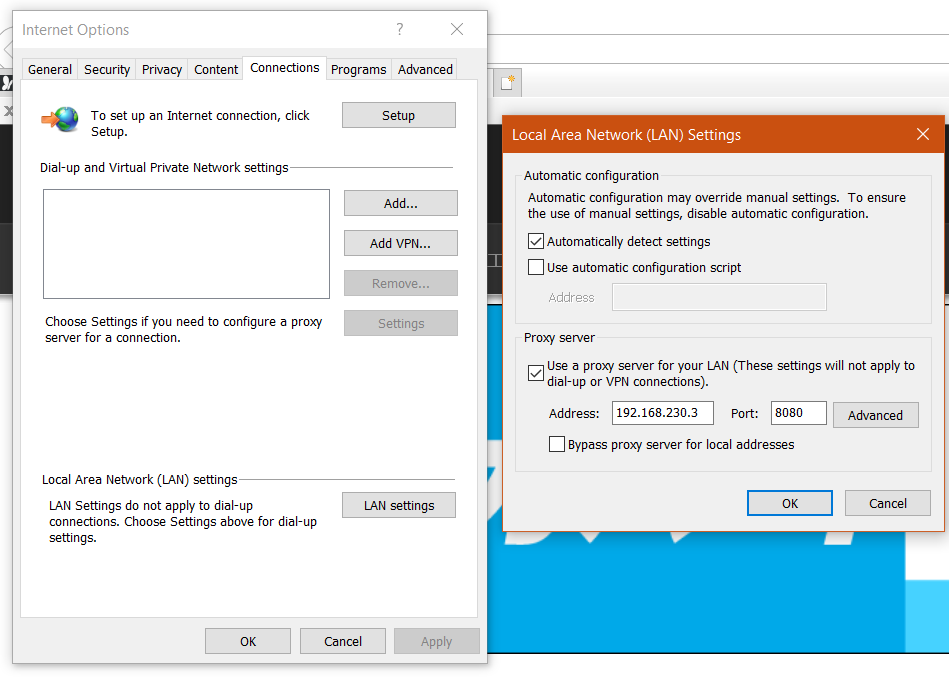 Internet Options
?
General Security Privacy Content Connections Programs Advanced
To set up an Internet connection, click
Setup.
Setup
Dial-up and Virtual Private Network settings
Add...
Add VPN...
Remove...
Choose Settings if you need to configure a proxy
server for a connection.
Settings
Local Area Network (LAN) settings
LAN Settings do not apply to dial-up
connections. Choose Settings above for dial-up
settings.
LAN settings
OK Cancel Apply
Local Area Network (LAN) Settings
Automatic configuration
Automatic configuration may override manual settings. To ensure
the use of manual settings, disable automatic configuration.
Automatically detect settings
Use automatic configuration script
Address
Proxy server
Use a proxy server for your LAN (These settings will not apply to
dial-up or VPN connections).
Address: 192.168.230.3 Port: 8080 Advanced
Bypass proxy server for local addresses
OK Cancel